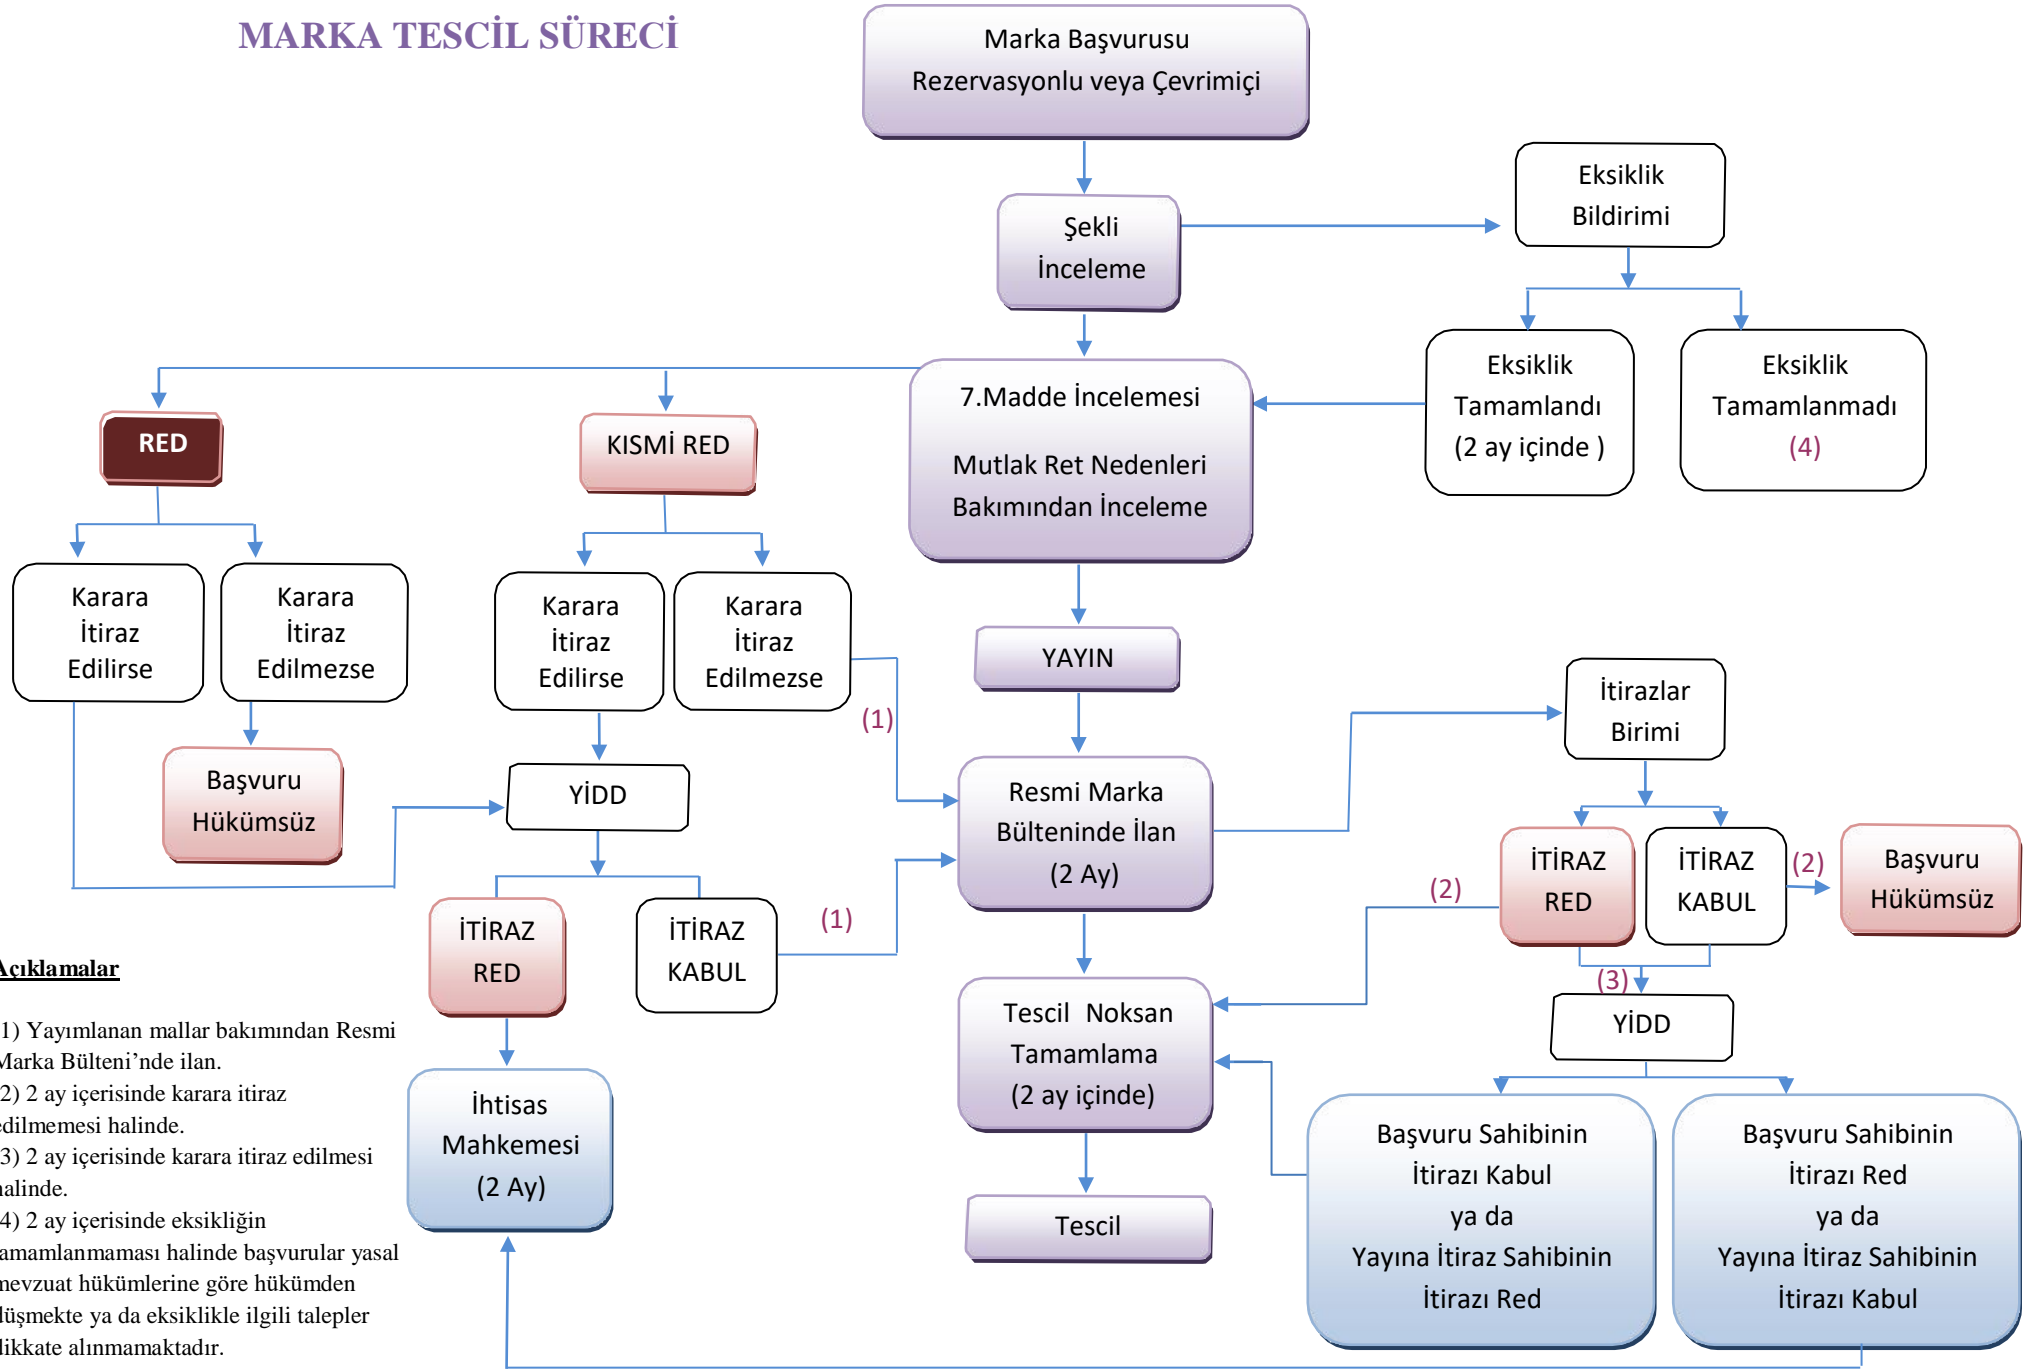 MARKA TESCİL SÜRECİ
Marka Başvurusu
Rezervasyonlu veya Çevrimiçi
Şekli
İnceleme
Eksiklik
Bildirimi
Eksiklik
Tamamlandı
(2 ay içinde )
Eksiklik
Tamamlanmadı
(4)
7.Madde İncelemesi
Mutlak Ret Nedenleri
Bakımından İnceleme
RED
KISMİ RED
Karara
İtiraz
Edilirse
Karara
İtiraz
Edilmezse
Karara
İtiraz
Edilirse
Karara
İtiraz
Edilmezse
(1)
YAYIN
Başvuru
Hükümsüz
YİDD
Resmi Marka
Bülteninde İlan
(2 Ay)
İtirazlar
Birimi
İTİRAZ
RED
İTİRAZ
KABUL
(1)
(2)
İTİRAZ
RED
İTİRAZ
KABUL
(2)
Başvuru
Hükümsüz
(3)
YİDD
Tescil Noksan
Tamamlama
(2 ay içinde)
Tescil
İhtisas
Mahkemesi
(2 Ay)
Başvuru Sahibinin
İtirazı Kabul
ya da
Yayına İtiraz Sahibinin
İtirazı Red
Başvuru Sahibinin
İtirazı Red
ya da
Yayına İtiraz Sahibinin
İtirazı Kabul
Açıklamalar
1) Yayımlanan mallar bakımından Resmi
Marka Bülteni’nde ilan.
2) 2 ay içerisinde karara itiraz
edilmemesi halinde.
3) 2 ay içerisinde karara itiraz edilmesi
halinde.
4) 2 ay içerisinde eksikliğin
tamamlanmaması halinde başvurular yasal
mevzuat hükümlerine göre hükümden
düşmekte ya da eksiklikle ilgili talepler
dikkate alınmamaktadır.